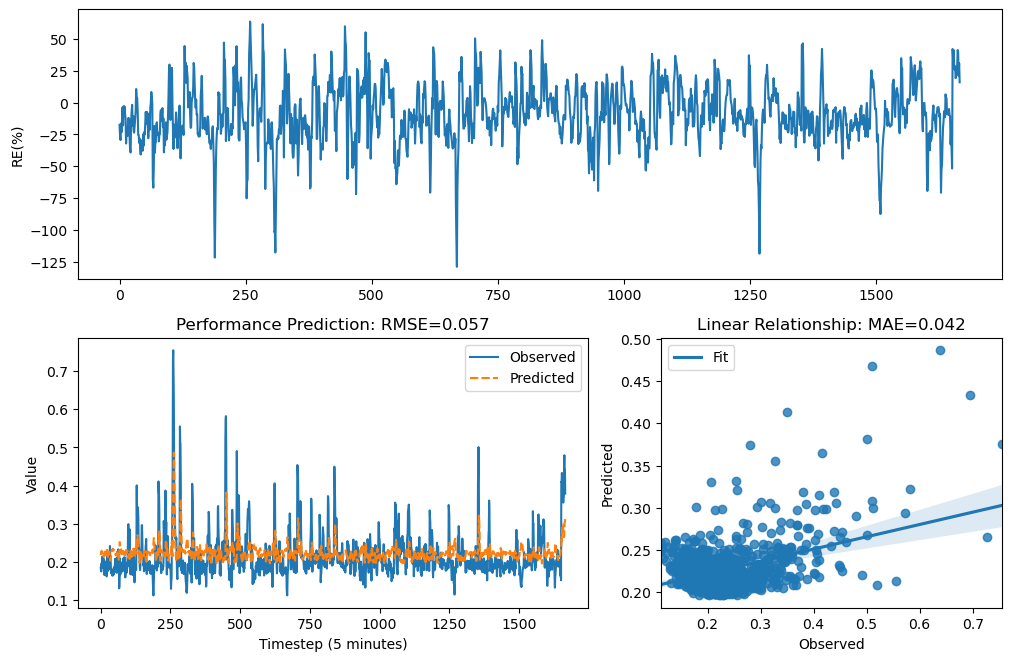 50
25
0
−25
−50
−75
−100
−125
RE(%)
0 250 500 750 1000 1250 1500
Performance Prediction: RMSE=0.057
Observed
Predicted
0.7
0.6
0.5
0.4
0.3
0.2
0.1
Value
0 250 500 750 1000 1250 1500
Timestep (5 minutes)
Linear Relationship: MAE=0.042
Fit
0.50
0.45
0.40
0.35
0.30
0.25
0.20
Predicted
0.2 0.3 0.4 0.5 0.6 0.7
Observed